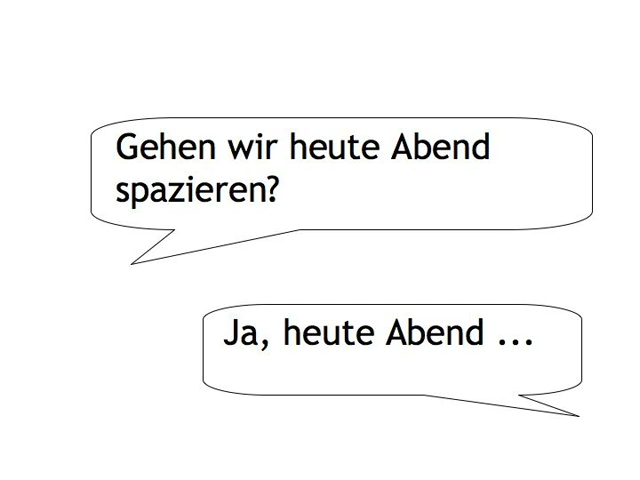 Gehen wir heute Abend
spazieren?
Ja, heute Abend ...